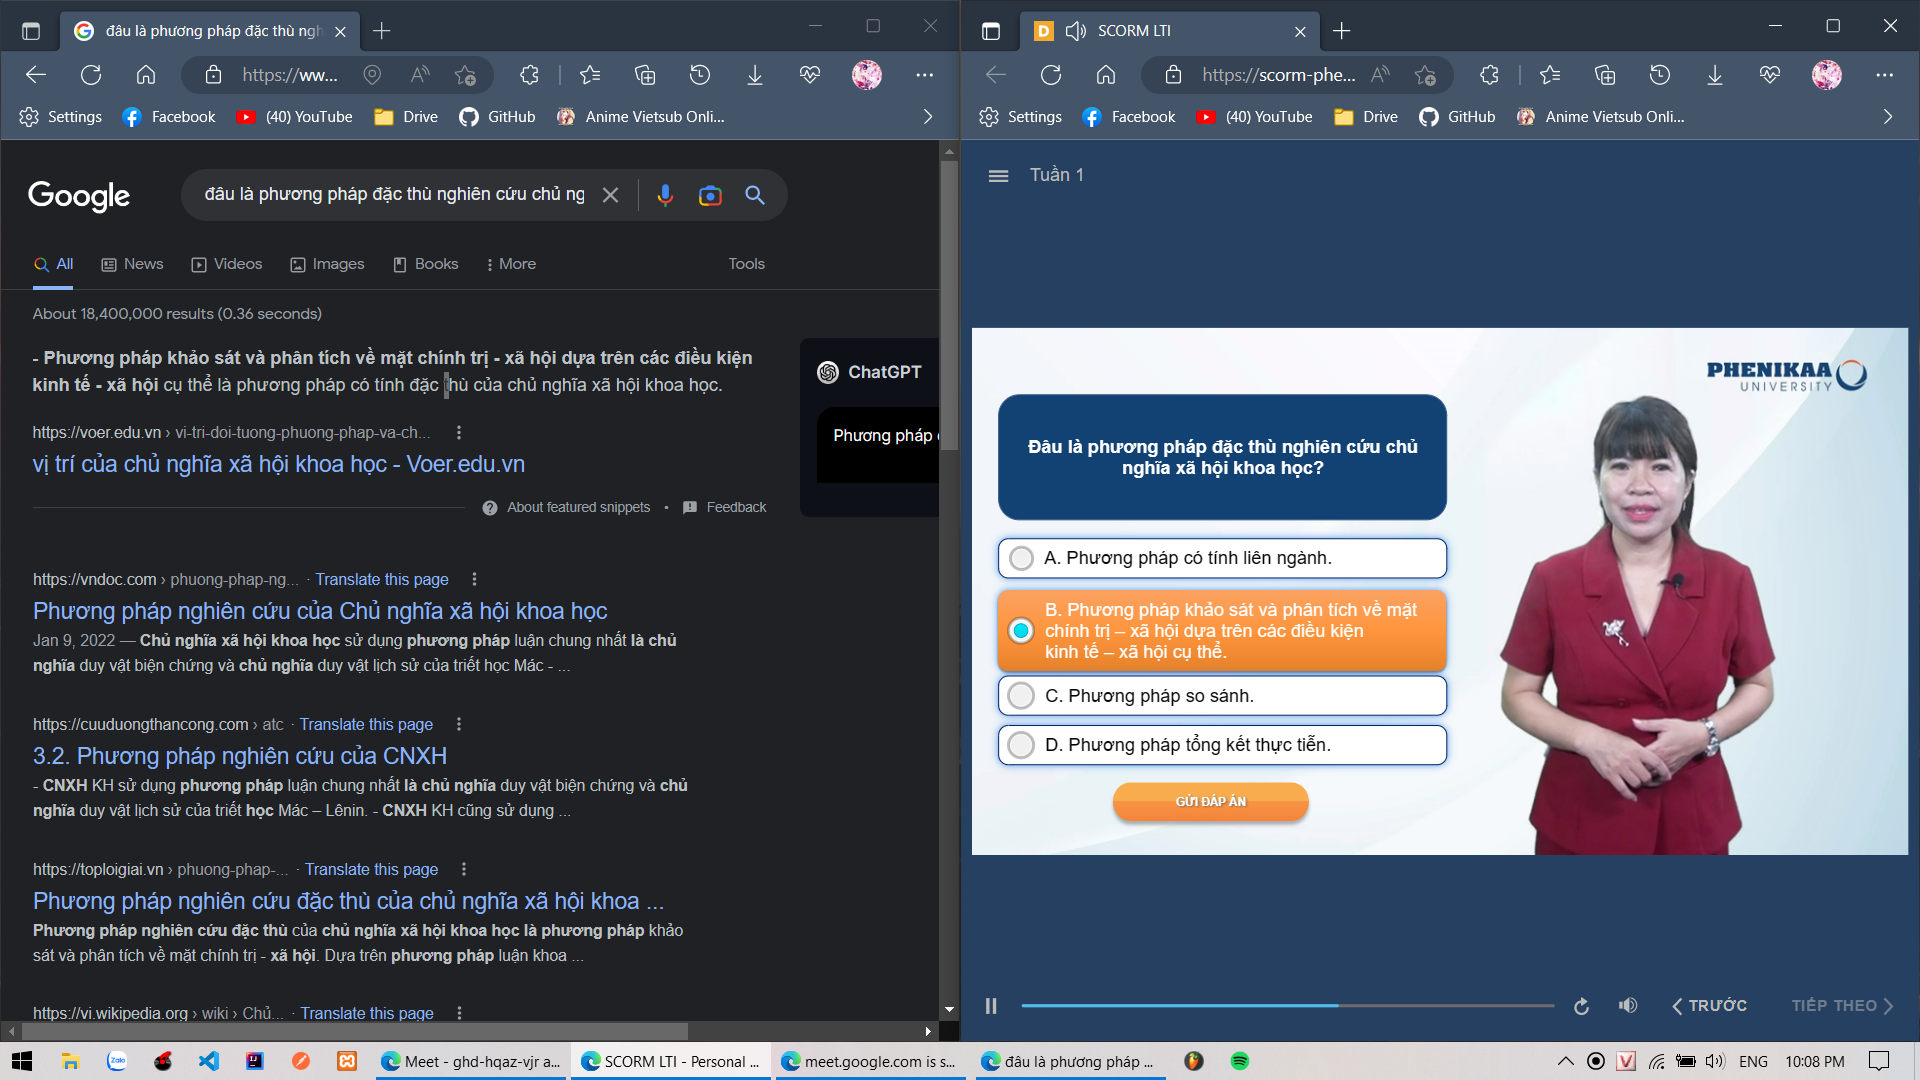 đâu là phương pháp đặc thù ngh
https://ww...
Settings
Facebook
(40) YouTube
Drive
GitHub
Anime Vietsub Onli...
Google
đâu là phương pháp đặc thù nghiên cứu chủ ng
All
News
Videos
Images
Books
More
Tools
About 18,400,000 results (0.36 seconds)
- Phương pháp khảo sát và phân tích về mặt chính trị - xã hội dựa trên các điều kiện
kinh tế - xã hội cụ thể là phương pháp có tính đặc thù của chủ nghĩa xã hội khoa học.
https://voer.edu.vn › vi-tri-doi-tuong-phuong-phap-va-ch...
vị trí của chủ nghĩa xã hội khoa học - Voer.edu.vn
About featured snippets • Feedback
ChatGPT
Phương pháp
https://vndoc.com › phuong-phap-ng... · Translate this page
Phương pháp nghiên cứu của Chủ nghĩa xã hội khoa học
Jan 9, 2022 — Chủ nghĩa xã hội khoa học sử dụng phương pháp luận chung nhất là chủ
nghĩa duy vật biện chứng và chủ nghĩa duy vật lịch sử của triết học Mác - ...
https://cuuduongthancong.com › atc · Translate this page
3.2. Phương pháp nghiên cứu của CNXH
- CNXH KH sử dụng phương pháp luận chung nhất là chủ nghĩa duy vật biện chứng và chủ
nghĩa duy vật lịch sử của triết học Mác – Lênin. - CNXH KH cũng sử dụng ...
https://toploigiai.vn › phuong-phap-... · Translate this page
Phương pháp nghiên cứu đặc thù của chủ nghĩa xã hội khoa ...
Phương pháp nghiên cứu đặc thù của chủ nghĩa xã hội khoa học là phương pháp khảo
sát và phân tích về mặt chính trị - xã hội. Dựa trên phương pháp luận khoa ...
https://vi.wikipedia.org › wiki › Chủ... · Translate this page
SCORM LTI
https://scorm-phe...
Settings
Facebook
(40) YouTube
Drive
GitHub
Anime Vietsub Onli...
Tuần 1
PHENIKAA
UNIVERSITY
Đâu là phương pháp đặc thù nghiên cứu chủ
nghĩa xã hội khoa học?
A. Phương pháp có tính liên ngành.
B. Phương pháp khảo sát và phân tích về mặt
chính trị – xã hội dựa trên các điều kiện
kinh tế – xã hội cụ thể.
C. Phương pháp so sánh.
D. Phương pháp tổng kết thực tiễn.
GỬI ĐÁP ÁN
TRƯỚC
TIẾP THEO
Zalo
Meet - ghd-hqaz-vjr a...
SCORM LTI - Personal ...
meet.google.com is s...
đâu là phương pháp ...
ENG
10:08 PM